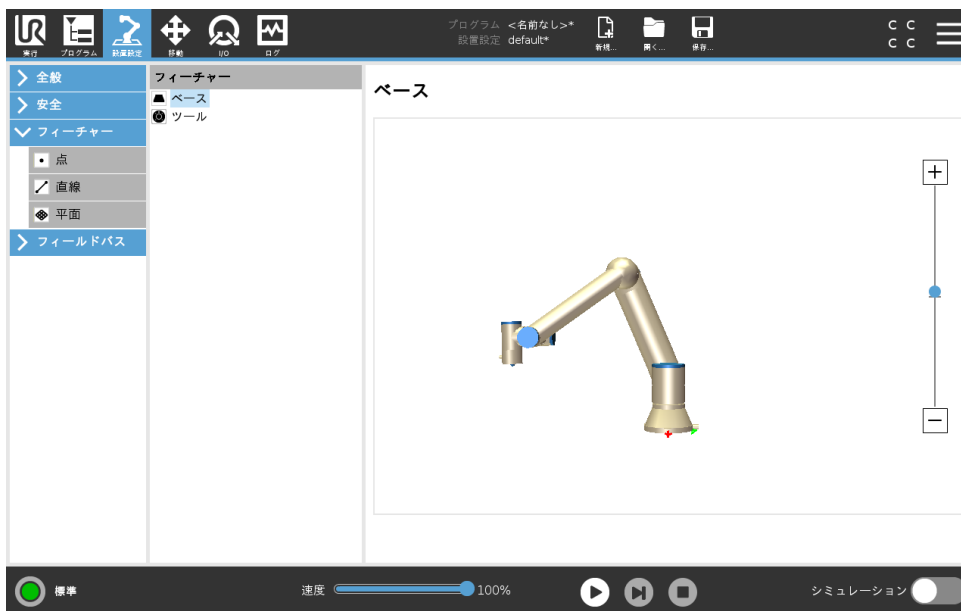 UR
実行
プログラム
設置設定
移動
I/O
ログ
プログラム <名前なし>*
設置設定 default*
新規...
開く...
保存...
C C
C C
全般
安全
フィーチャー
点
直線
平面
フィールドバス
フィーチャー
ベース
ツール
ベース
標準
速度
100%
シミュレーション